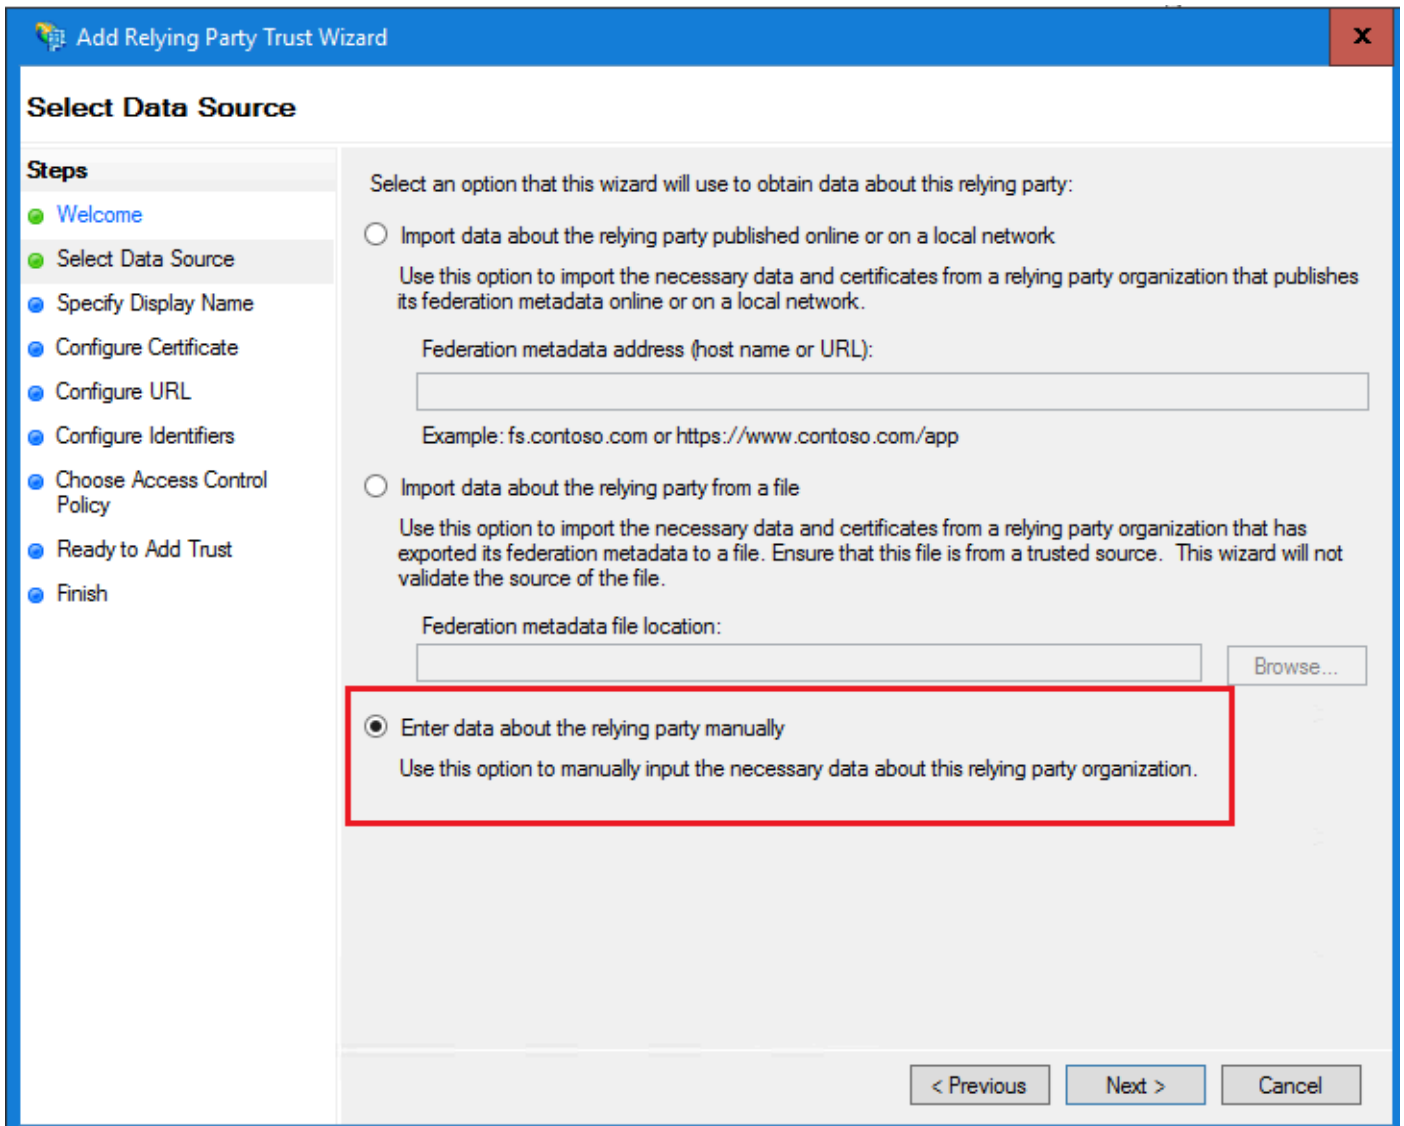 Add Relying Party Trust Wizard
x
Select Data Source
Steps
Welcome
Select Data Source
Specify Display Name
Configure Certificate
Configure URL
Configure Identifiers
Choose Access Control
Policy
Ready to Add Trust
Finish
Select an option that this wizard will use to obtain data about this relying party:
Import data about the relying party published online or on a local network
Use this option to import the necessary data and certificates from a relying party organization that publishes
its federation metadata online or on a local network.
Federation metadata address (host name or URL):
Example: fs.contoso.com or https://www.contoso.com/app
Import data about the relying party from a file
Use this option to import the necessary data and certificates from a relying party organization that has
exported its federation metadata to a file. Ensure that this file is from a trusted source.  This wizard will not
validate the source of the file.
Federation metadata file location:
Browse...
Enter data about the relying party manually
Use this option to manually input the necessary data about this relying party organization.
< Previous
Next >
Cancel